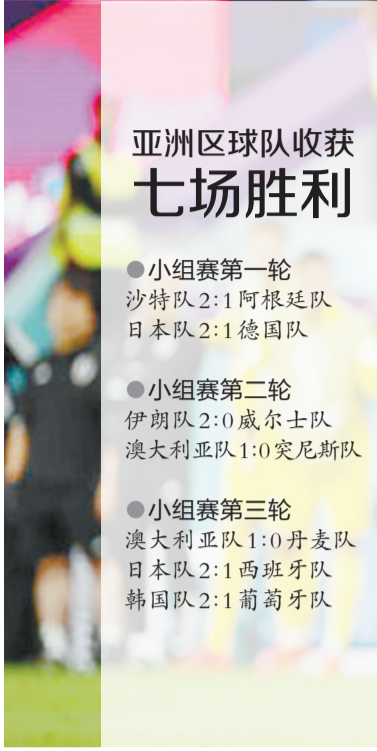 亚洲区球队收获
七场胜利
●小组赛第一轮
沙特队2:1阿根廷队
日本队2:1德国队
●小组赛第二轮
伊朗队2:0威尔士队
澳大利亚队1:0突尼斯队
●小组赛第三轮
澳大利亚队1:0丹麦队
日本队2:1西班牙队
韩国队2:1葡萄牙队